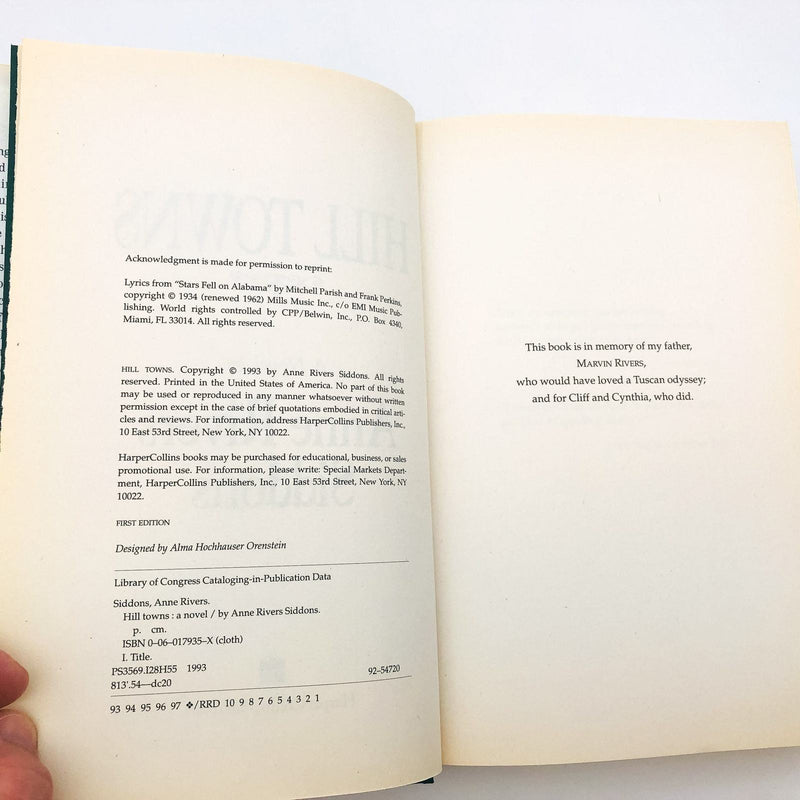 Acknowledgment is made for permission to reprint:
Lyrics from "Stars Fell on Alabama" by Mitchell Parish and Frank Perkins,
copyright © 1934 (renewed 1962) Mills Music Inc., c/o EMI Music Pub-
lishing. World rights controlled by CPP/Belwin, Inc., P.O. Box 4340,
Miami, FL 33014. All rights reserved.
HILL TOWNS. Copyright © 1993 by Anne Rivers Siddons. All rights
reserved. Printed in the United States of America. No part of this book
may be used or reproduced in any manner whatsoever without written
permission except in the case of brief quotations embodied in critical arti-
cles and reviews. For information, address HarperCollins Publishers, Inc.,
10 East 53rd Street, New York, NY 10022.
HarperCollins books may be purchased for educational, business, or sales
promotional use. For information, please write: Special Markets Depart-
ment, HarperCollins Publishers, Inc., 10 East 53rd Street, New York, NY
10022.
FIRST EDITION
Designed by Alma Hochhauser Orenstein
Library of Congress Cataloging-in-Publication Data
Siddons, Anne Rivers.
Hill towns : a novel / by Anne Rivers Siddons.
p. cm.
ISBN 0-06-017935-X (cloth)
I. Title.
PS3569.I28H55 1993
813'.54—dc20 92-54720
93 94 95 96 97 ❖/RRD 10 9 8 7 6 5 4 3 2 1
This book is in memory of my father,
MARVIN RIVERS,
who would have loved a Tuscan odyssey;
and for Cliff and Cynthia, who did.